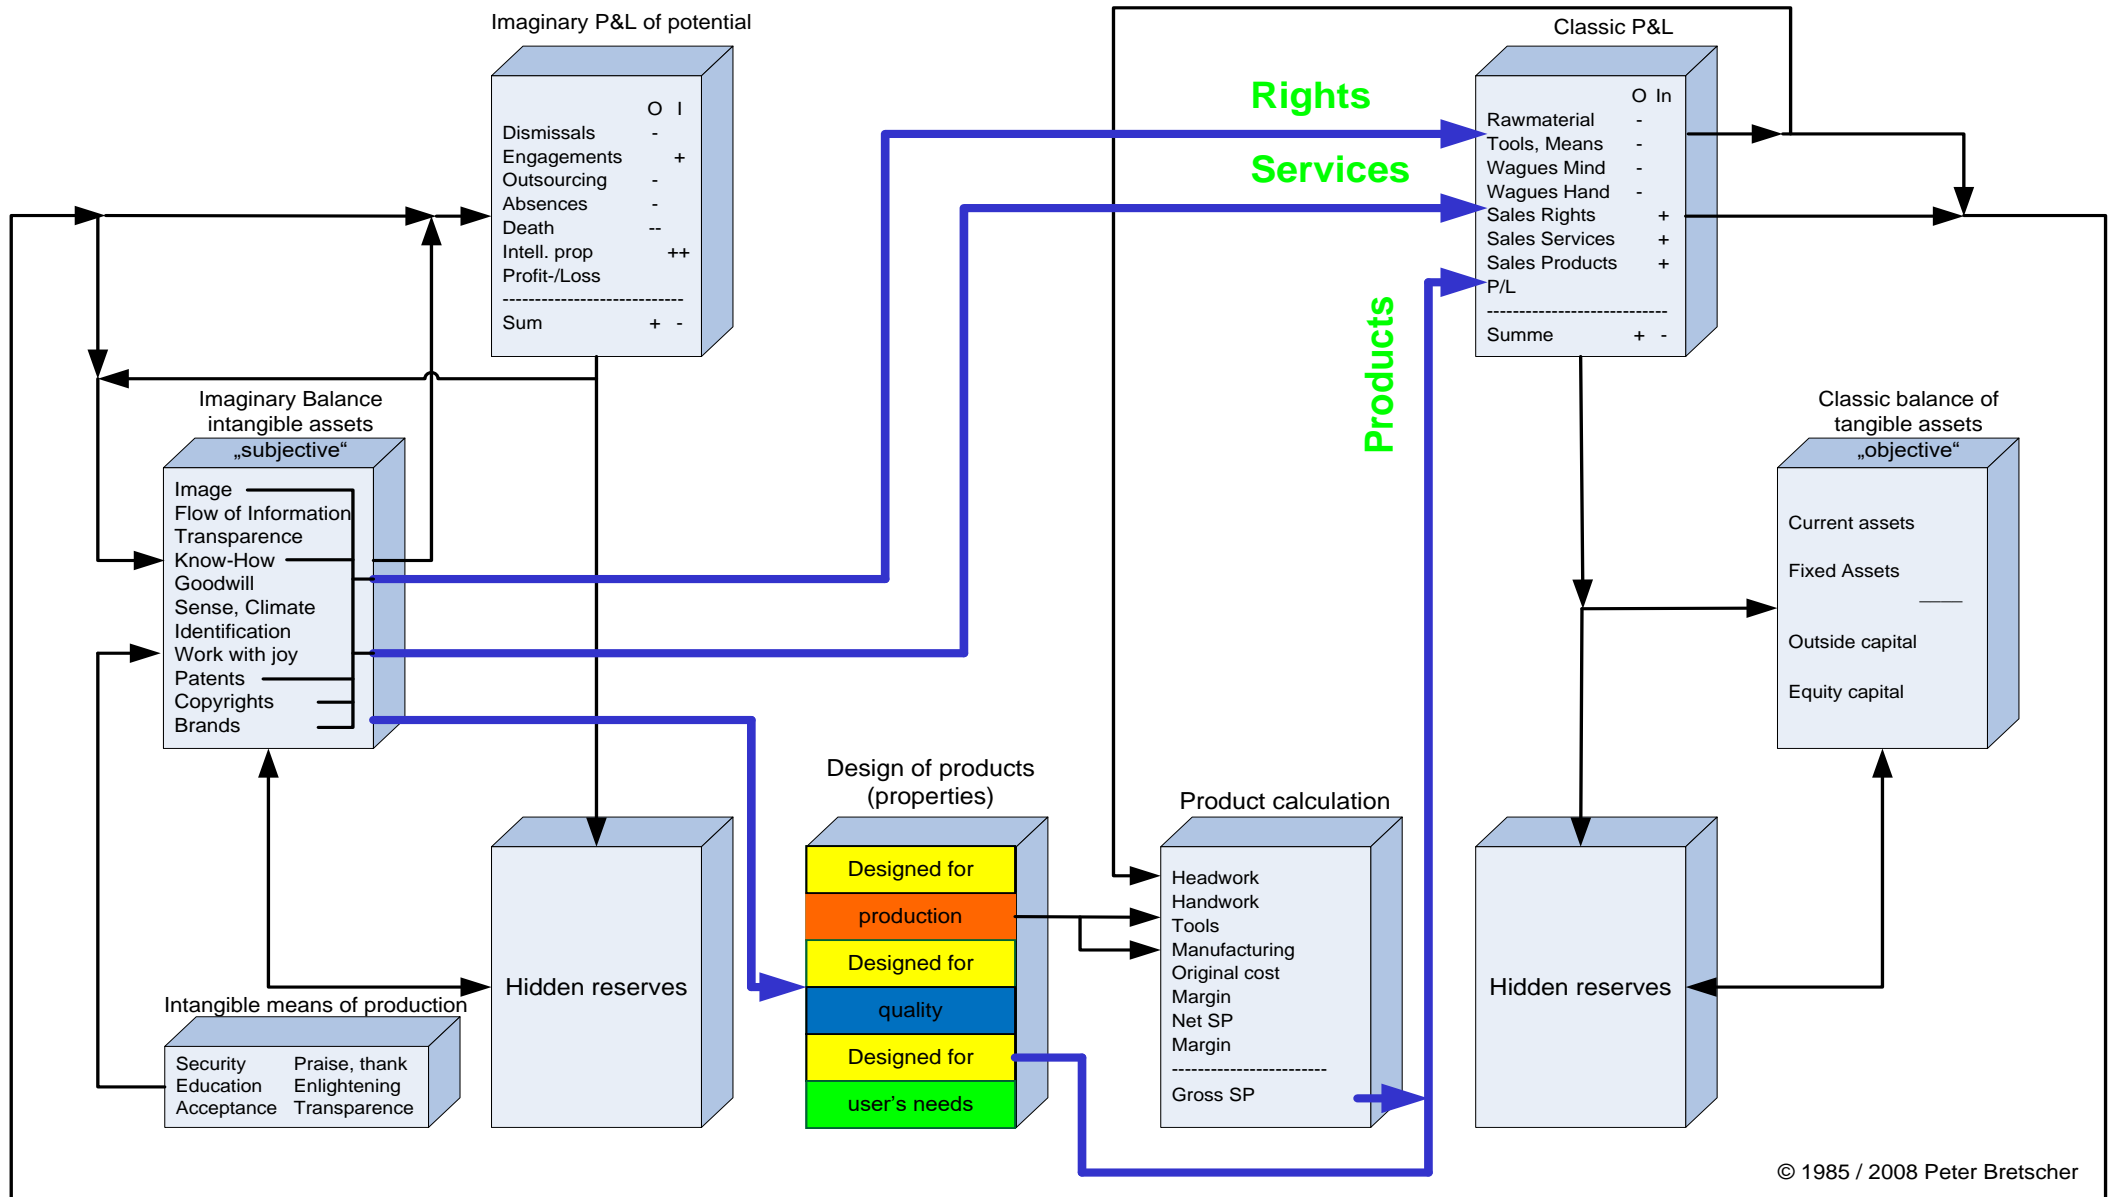 Imaginary P&L of potential
O I
Dismissals -
Engagements +
Outsourcing -
Absences -
Death --
Intell. prop ++
Profit-/Loss
----------------------------
Sum + -
Rights
Services
Products
Classic P&L
O In
Rawmaterial -
Tools, Means -
Wagues Mind -
Wagues Hand -
Sales Rights +
Sales Services +
Sales Products +
P/L
----------------------------
Summe + -
Imaginary Balance
intangible assets
„subjective“
Image
Flow of Information
Transparence
Know-How
Goodwill
Sense, Climate
Identification
Work with joy
Patents
Copyrights
Brands
Classic balance of
tangible assets
„objective“
Current assets
Fixed Assets
Outside capital
Equity capital
Intangible means of production
Security Praise, thank
Education Enlightening
Acceptance Transparence
Hidden reserves
Design of products
(properties)
Designed for
production
Designed for
quality
Designed for
user's needs
Product calculation
Headwork
Handwork
Tools
Manufacturing
Original cost
Margin
Net SP
Margin
------------------------
Gross SP
Hidden reserves
© 1985 / 2008 Peter Bretscher